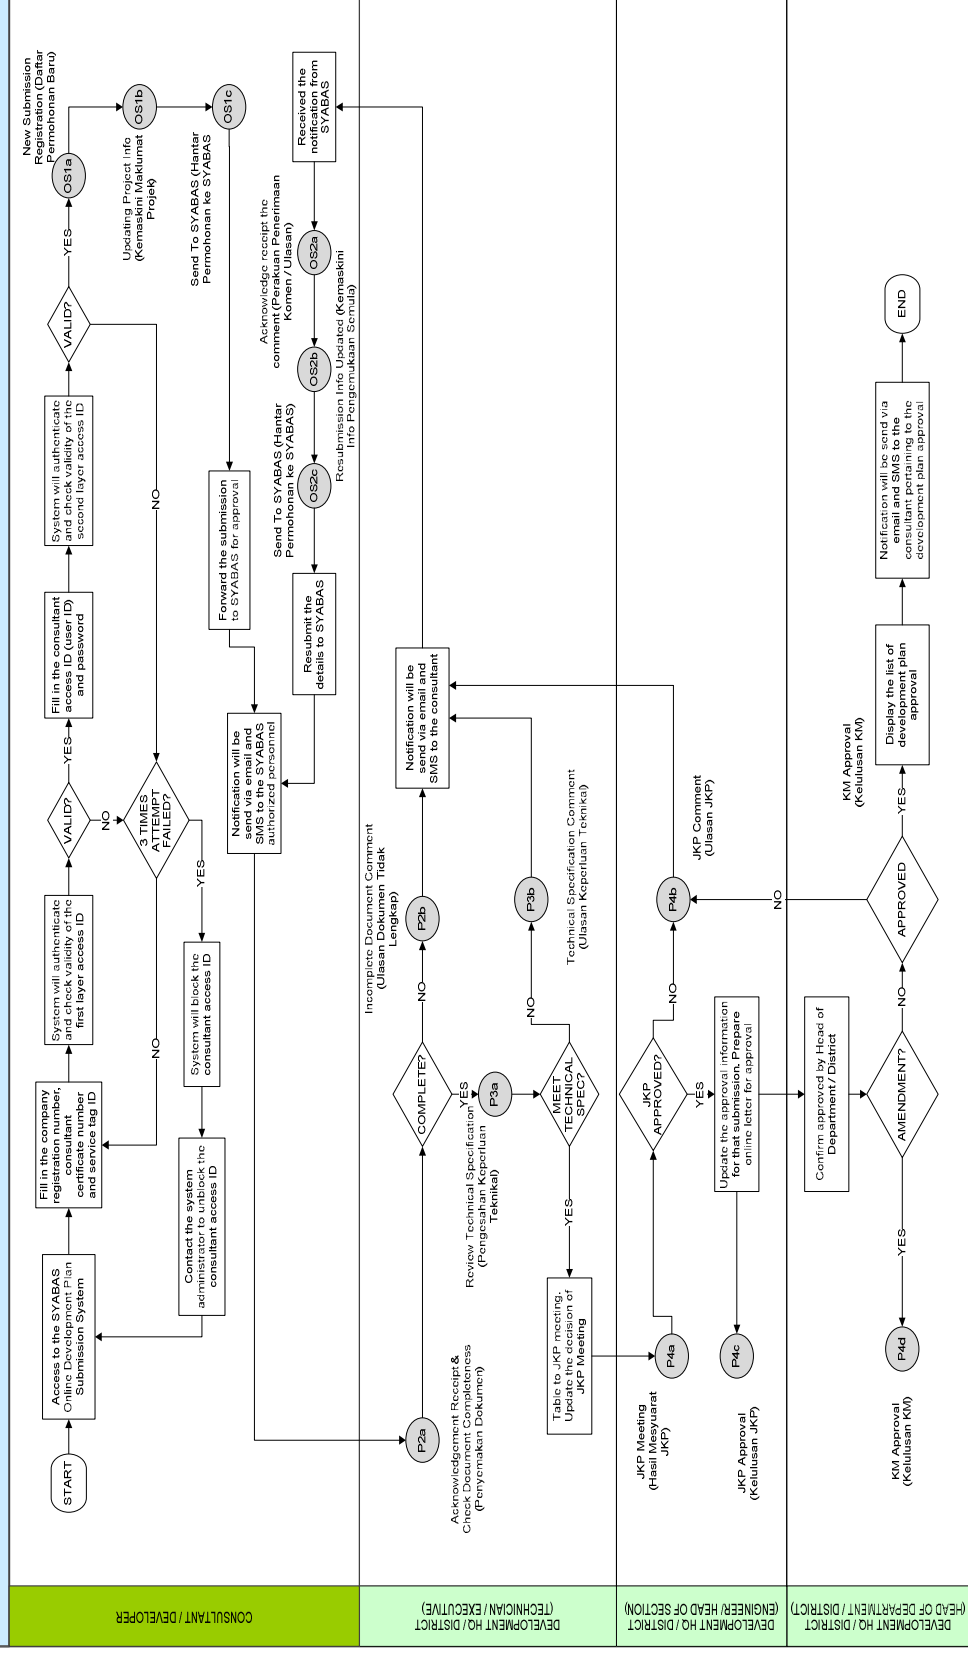 START
Access to the SYABAS
Online Development Plan
Submission System
Fill in the company
registration number,
consultant
certificate number
and service tag ID
System will authenticate
and check validity of the
first layer access ID
VALID?
YES
NO
Fill in the consultant
access ID (user ID)
and password
System will authenticate
and check validity of the
second layer access ID
VALID?
YES
NO
New Submission
Registration (Daftar
Permohonan Baru)
OS1a
OS1b
Updating Project Info
(Kemaskini Maklumat
Projek)
OS1c
Send To SYABAS (Hantar
Permohonan ke SYABAS)
3 TIMES
ATTEMPT
FAILED?
NO
YES
System will block the
consultant access ID
Contact the system
administrator to unblock the
consultant access ID
Forward the submission
to SYABAS for approval
Notification will be
send via email and
SMS to the SYABAS
authorized personnel
Received the
notification from
SYABAS
OS2a
Acknowledge receipt the
comment (Perakuan Penerimaan
Komen / Ulasan)
OS2b
Resubmission Info Updated (Kemaskini
Info Pengemukaan Semula)
OS2c
Send To SYABAS (Hantar
Permohonan ke SYABAS)
Resubmit the
details to SYABAS
CONSULTANT / DEVELOPER
P2a
Acknowledgement Receipt &
Check Document Completeness
(Penyemakan Dokumen)
COMPLETE?
NO
YES
P2b
Incomplete Document Comment
(Ulasan Dokumen Tidak
Lengkap)
Notification will be
send via email and
SMS to the consultant
P3a
Review Technical Specification
(Pengesahan Keperluan
Teknikal)
MEET
TECHNICAL
SPEC?
NO
YES
P3b
Technical Specification Comment
(Ulasan Keperluan Teknikal)
Table to JKP meeting.
Update the decision of
JKP Meeting
DEVELOPMENT HQ / DISTRICT
(TECHNICIAN / EXECUTIVE)
P4a
JKP Meeting
(Hasil Mesyuarat
JKP)
JKP
APPROVED?
NO
YES
P4b
JKP Comment
(Ulasan JKP)
Update the approval information
for that submission. Prepare
online letter for approval
P4c
JKP Approval
(Kelulusan JKP)
DEVELOPMENT HQ / DISTRICT
(ENGINEER/ HEAD OF SECTION)
Confirm approved by Head of
Department / District
AMENDMENT?
YES
NO
P4d
KM Approval
(Kelulusan KM)
APPROVED
NO
YES
KM Approval
(Kelulusan KM)
Display the list of
development plan
approval
Notification will be send via
email and SMS to the
consultant pertaining to the
development plan approval
END
DEVELOPMENT HQ / DISTRICT
(HEAD OF DEPARTMENT / DISTRICT)